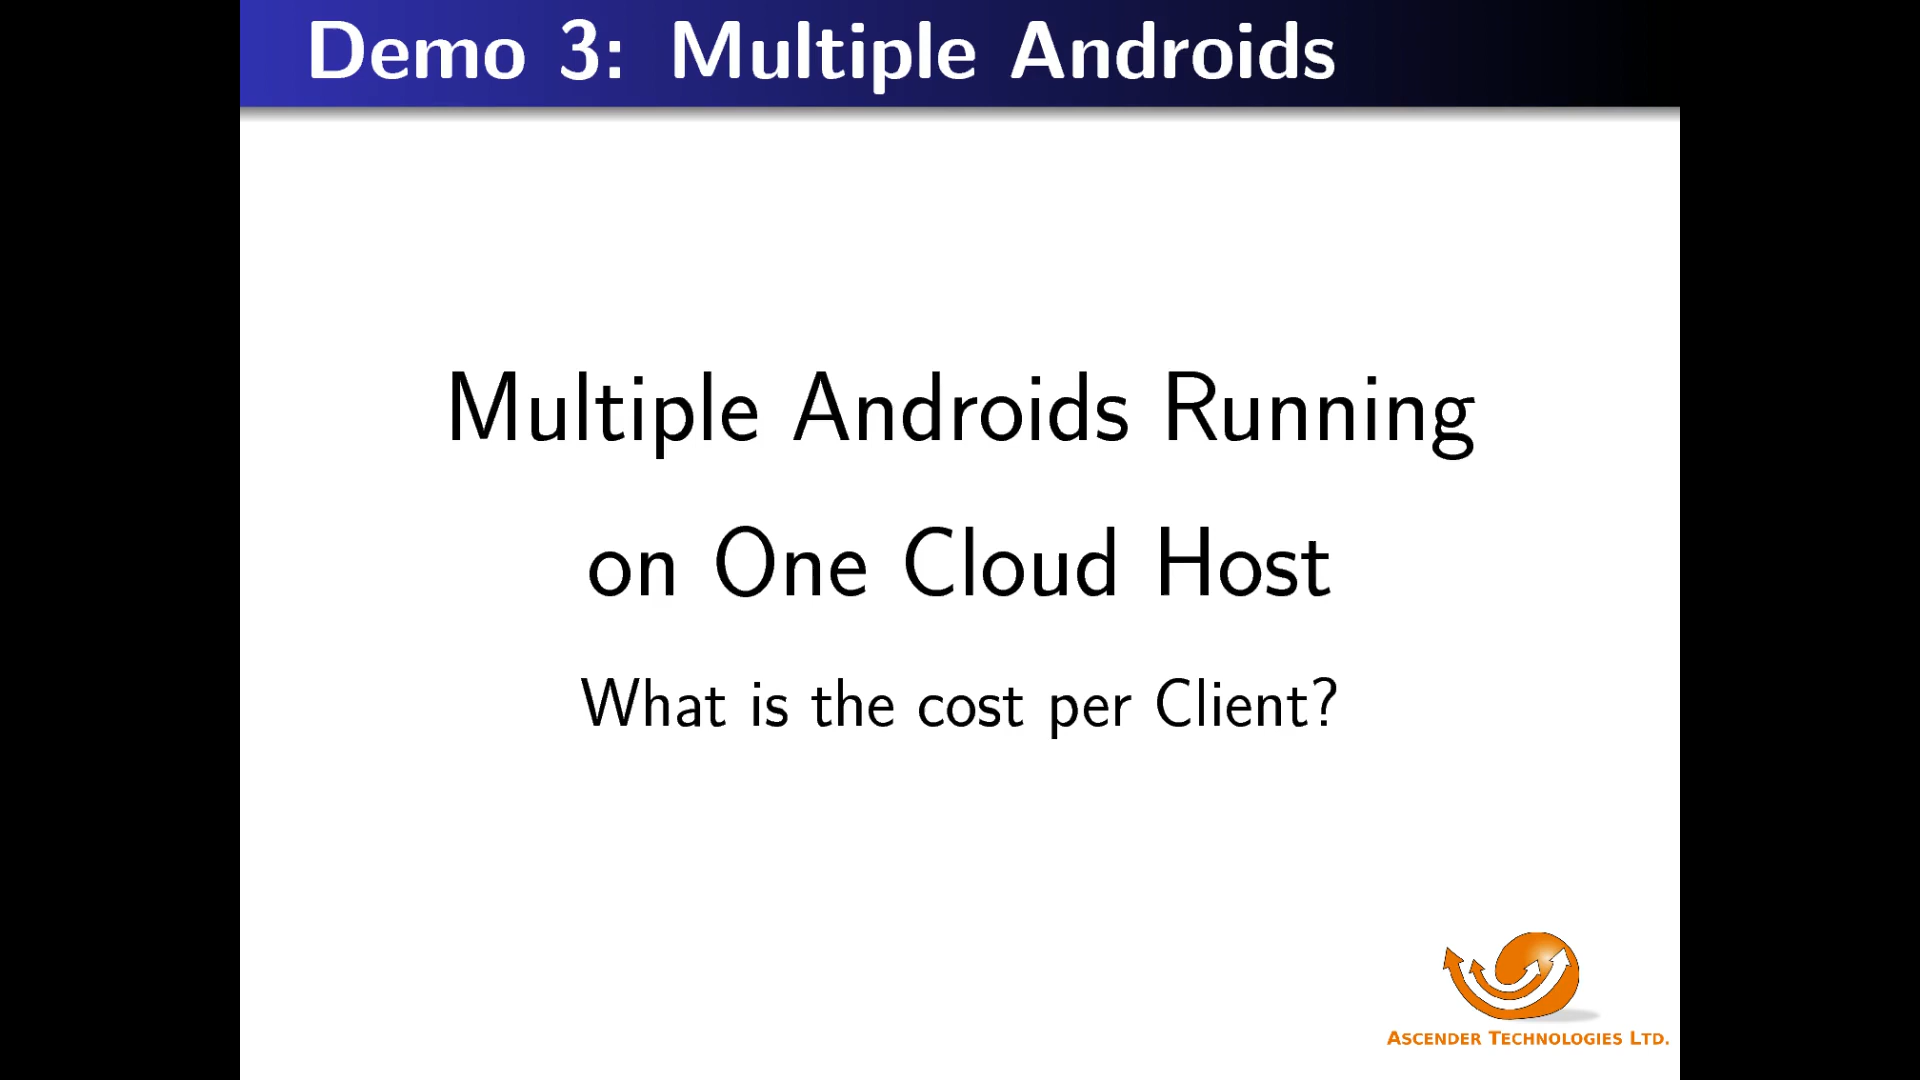 Demo 3: Multiple Androids
Multiple Androids Running
on One Cloud Host
What is the cost per Client?
ASCENDER TECHNOLOGIES LTD.